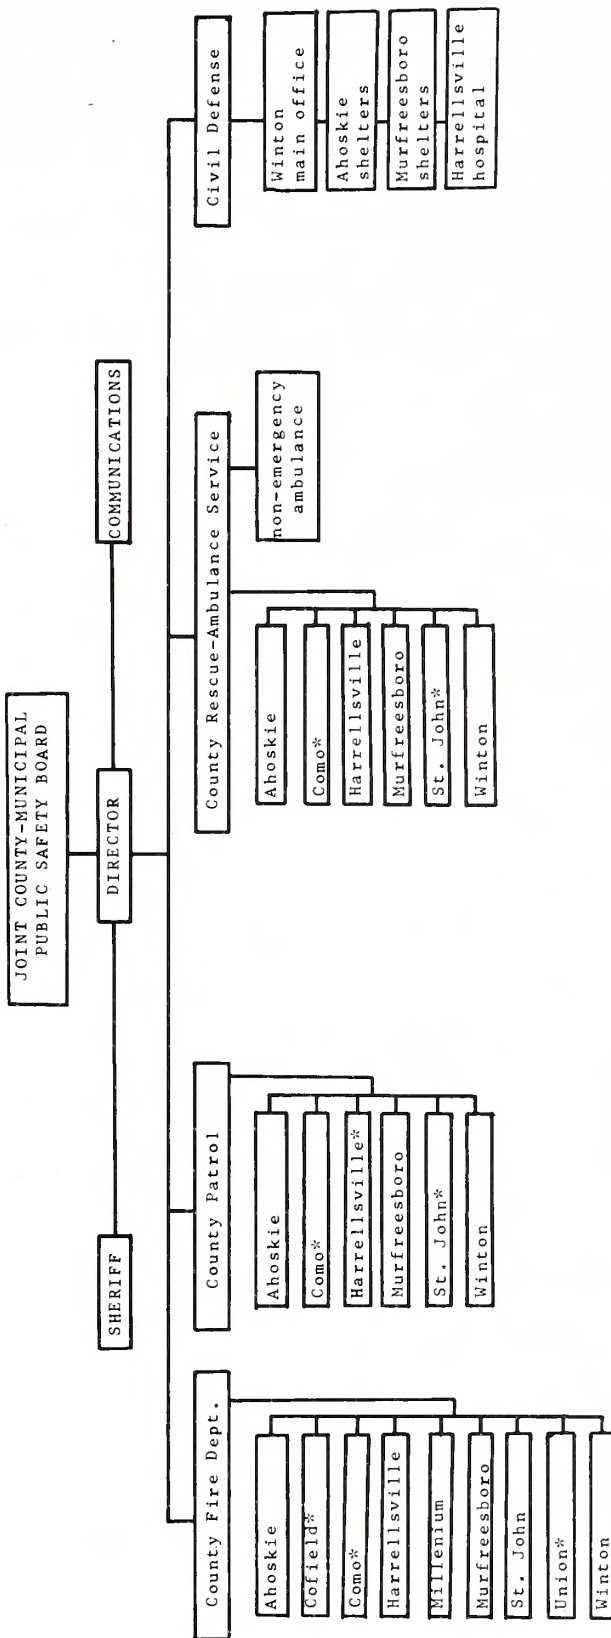 JOINT COUNTY-MUNICIPAL
PUBLIC SAFETY BOARD
SHERIFF
DIRECTOR
COMMUNICATIONS
County Fire Dept.
Ahoskie
Cofield*
Como*
Harrellsville
Millenium
Murfreesboro
St. John
Union*
Winton
County Patrol
Ahoskie
Como*
Harrellsville*
Murfreesboro
St. John*
Winton
County Rescue-Ambulance Service
Ahoskie
Como*
Harrellsville
Murfreesboro
St. John*
Winton
non-emergency
ambulance
Civil Defense
Winton
main office
Ahoskie
shelters
Murfreesboro
shelters
Harrellsville
hospital